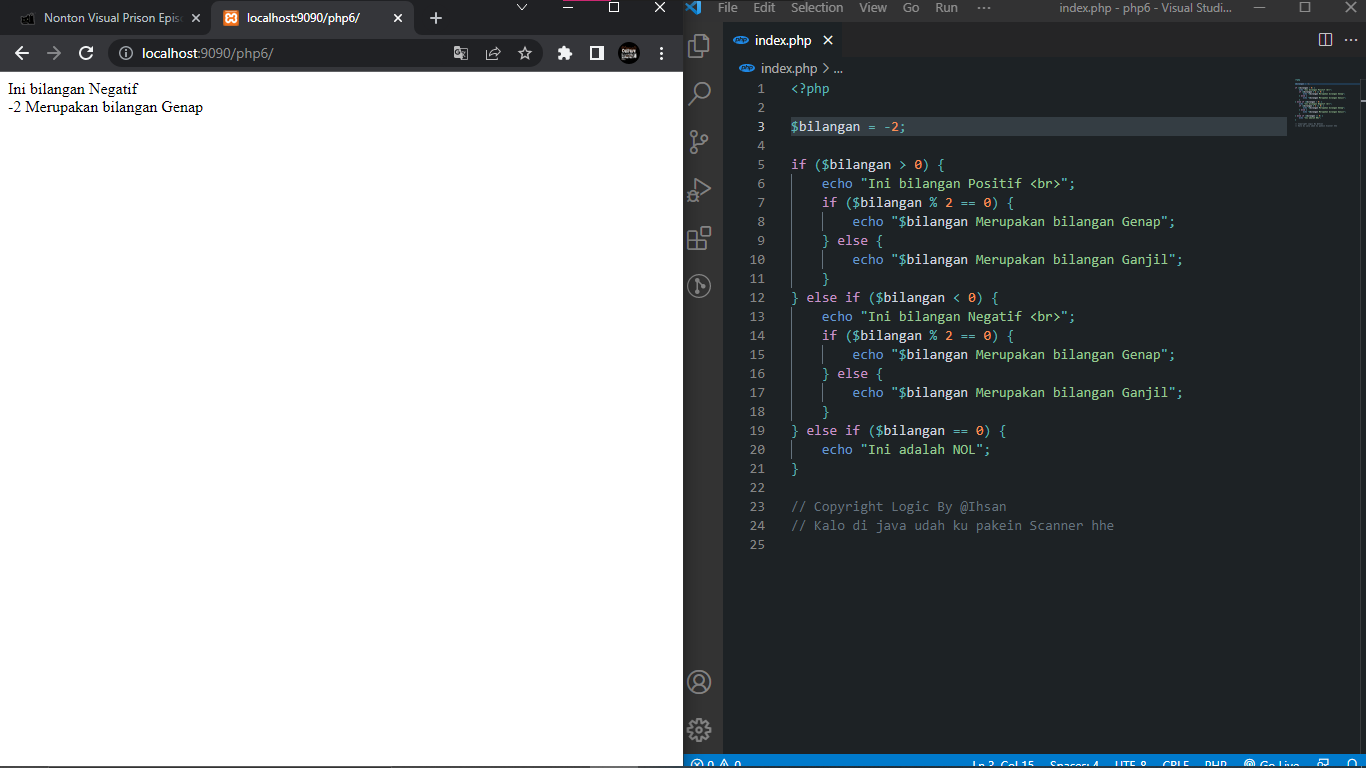 Nonton Visual Prison Epis
localhost:9090/php6/
localhost:9090/php6/
Ini bilangan Negatif
-2 Merupakan bilangan Genap
File Edit Selection View Go Run ··· index.php - php6 - Visual Studi...
index.php
index.php > ...
1 <?php
2
3 $bilangan = -2;
4
5 if ($bilangan > 0) {
6 echo "Ini bilangan Positif <br>";
7 if ($bilangan % 2 == 0) {
8 echo "$bilangan Merupakan bilangan Genap";
9 } else {
10 echo "$bilangan Merupakan bilangan Ganjil";
11 }
12 } else if ($bilangan < 0) {
13 echo "Ini bilangan Negatif <br>";
14 if ($bilangan % 2 == 0) {
15 echo "$bilangan Merupakan bilangan Genap";
16 } else {
17 echo "$bilangan Merupakan bilangan Ganjil";
18 }
19 } else if ($bilangan == 0) {
20 echo "Ini adalah NOL";
21 }
22
23 // Copyright Logic By @Ihsan
24 // Kalo di java udah ku pakein Scanner hhe
25
0 0 Ln 3, Col 15 Spaces: 4 UTF-8 CRLF PHP Go Live